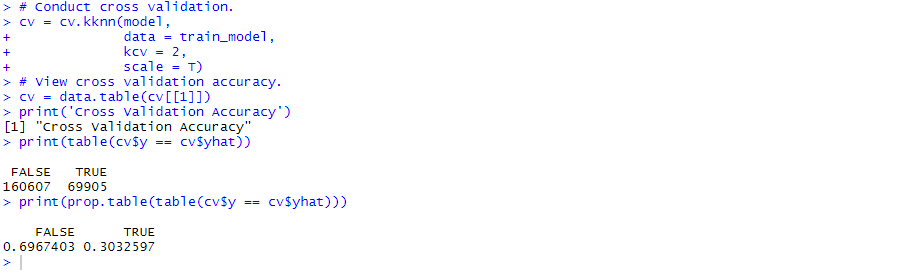 > # Conduct cross validation.
> cv = cv.kknn(model,
+              data = train_model,
+              kcv = 2,
+              scale = T)
> # View cross validation accuracy.
> cv = data.table(cv[[1]])
> print('Cross Validation Accuracy')
[1] "Cross Validation Accuracy"
> print(table(cv$y == cv$yhat))
 FALSE   TRUE
160607  69905
> print(prop.table(table(cv$y == cv$yhat)))
    FALSE      TRUE
0.6967403 0.3032597
>